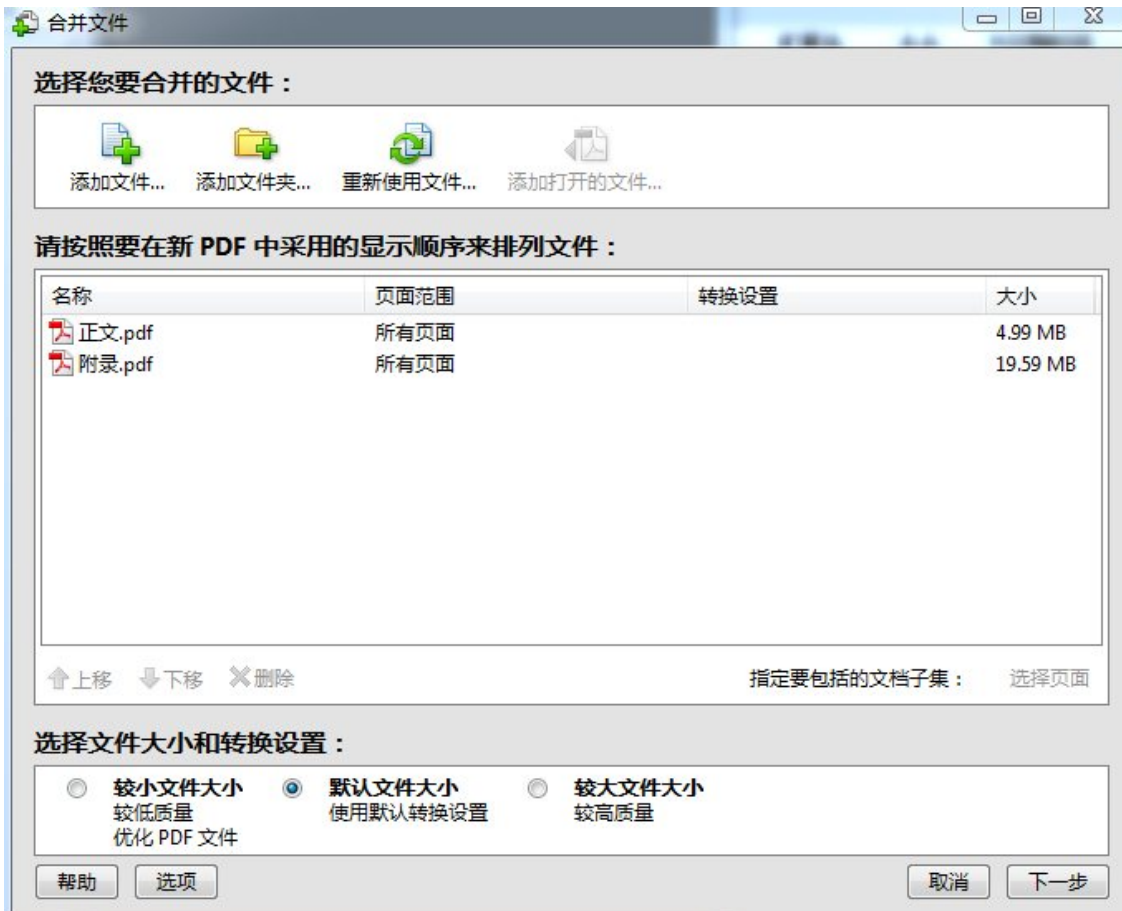 合并文件
选择您要合并的文件：
添加文件... 添加文件夹... 重新使用文件... 添加打开的文件...
请按照要在新 PDF 中采用的显示顺序来排列文件：
名称 页面范围 转换设置 大小
正文.pdf 所有页面 4.99 MB
附录.pdf 所有页面 19.59 MB
上移 下移 删除 指定要包括的文档子集： 选择页面
选择文件大小和转换设置：
较小文件大小 默认文件大小 较大文件大小
较低质量 使用默认转换设置 较高质量
优化 PDF 文件
帮助 选项 取消 下一步